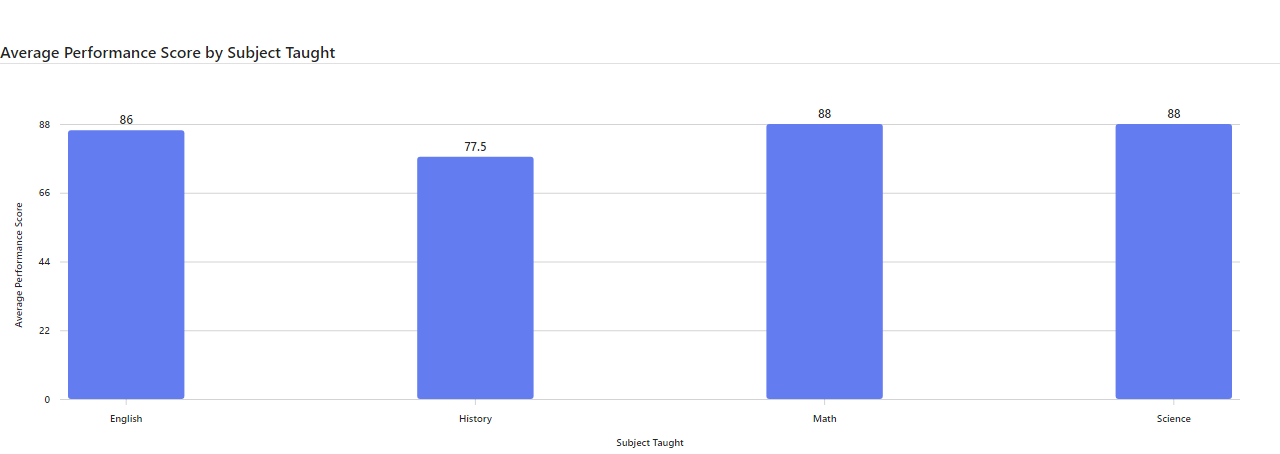 Average Performance Score by Subject Taught
86
77.5
88
88
88
66
44
22
0
Average Performance Score
English
History
Math
Science
Subject Taught